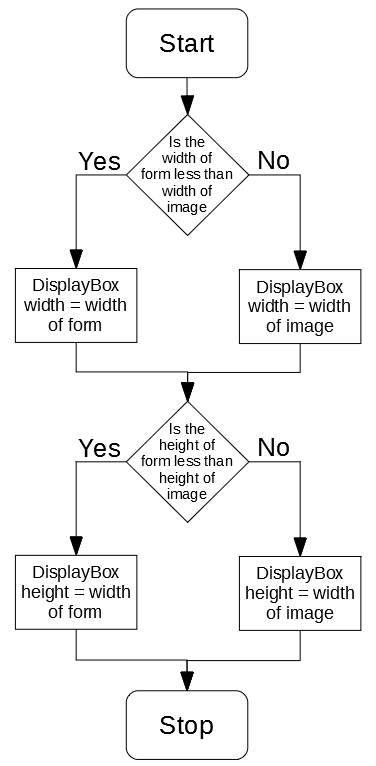 Start
Is the
width of
form less than
width of
image
Yes
No
DisplayBox
width = width
of form
DisplayBox
width = width
of image
Is the
height of
form less than
height of
image
Yes
No
DisplayBox
height = width
of form
DisplayBox
height = width
of image
Stop